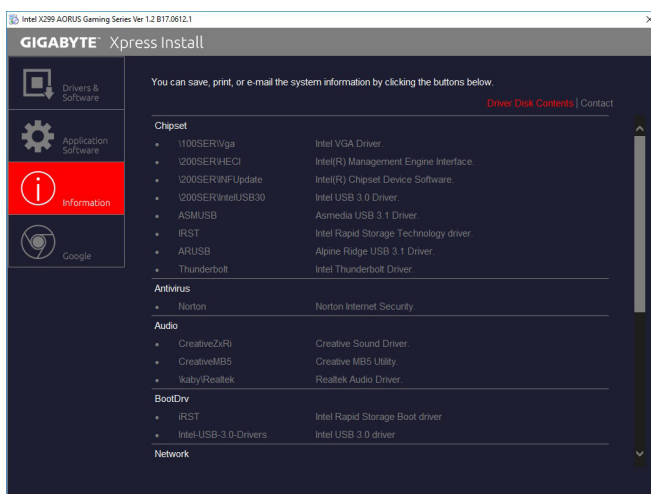 Intel X299 AORUS Gaming Series Ver 1.2 B17.0612.1
GIGABYTE™ Xpress Install
Drivers &
Software
Application
Software
Information
Google
You can save, print, or e-mail the system information by clicking the buttons below.
Driver Disk Contents | Contact
Chipset
\100SER\Vga Intel VGA Driver.
\200SER\HECI Intel(R) Management Engine Interface.
\200SER\INFUpdate Intel(R) Chipset Device Software.
\200SER\IntelUSB30 Intel USB 3.0 Driver.
ASMUSB Asmedia USB 3.1 Driver.
IRST Intel Rapid Storage Technology driver.
ARUSB Alpine Ridge USB 3.1 Driver.
Thunderbolt Intel Thunderbolt Driver.
Antivirus
Norton Norton Internet Security.
Audio
CreativeZxRi Creative Sound Driver.
CreativeMB5 Creative MB5 Utility.
\kaby\Realtek Realtek Audio Driver.
BootDrv
iRST Intel Rapid Storage Boot driver
Intel-USB-3.0-Drivers Intel USB 3.0 driver
Network